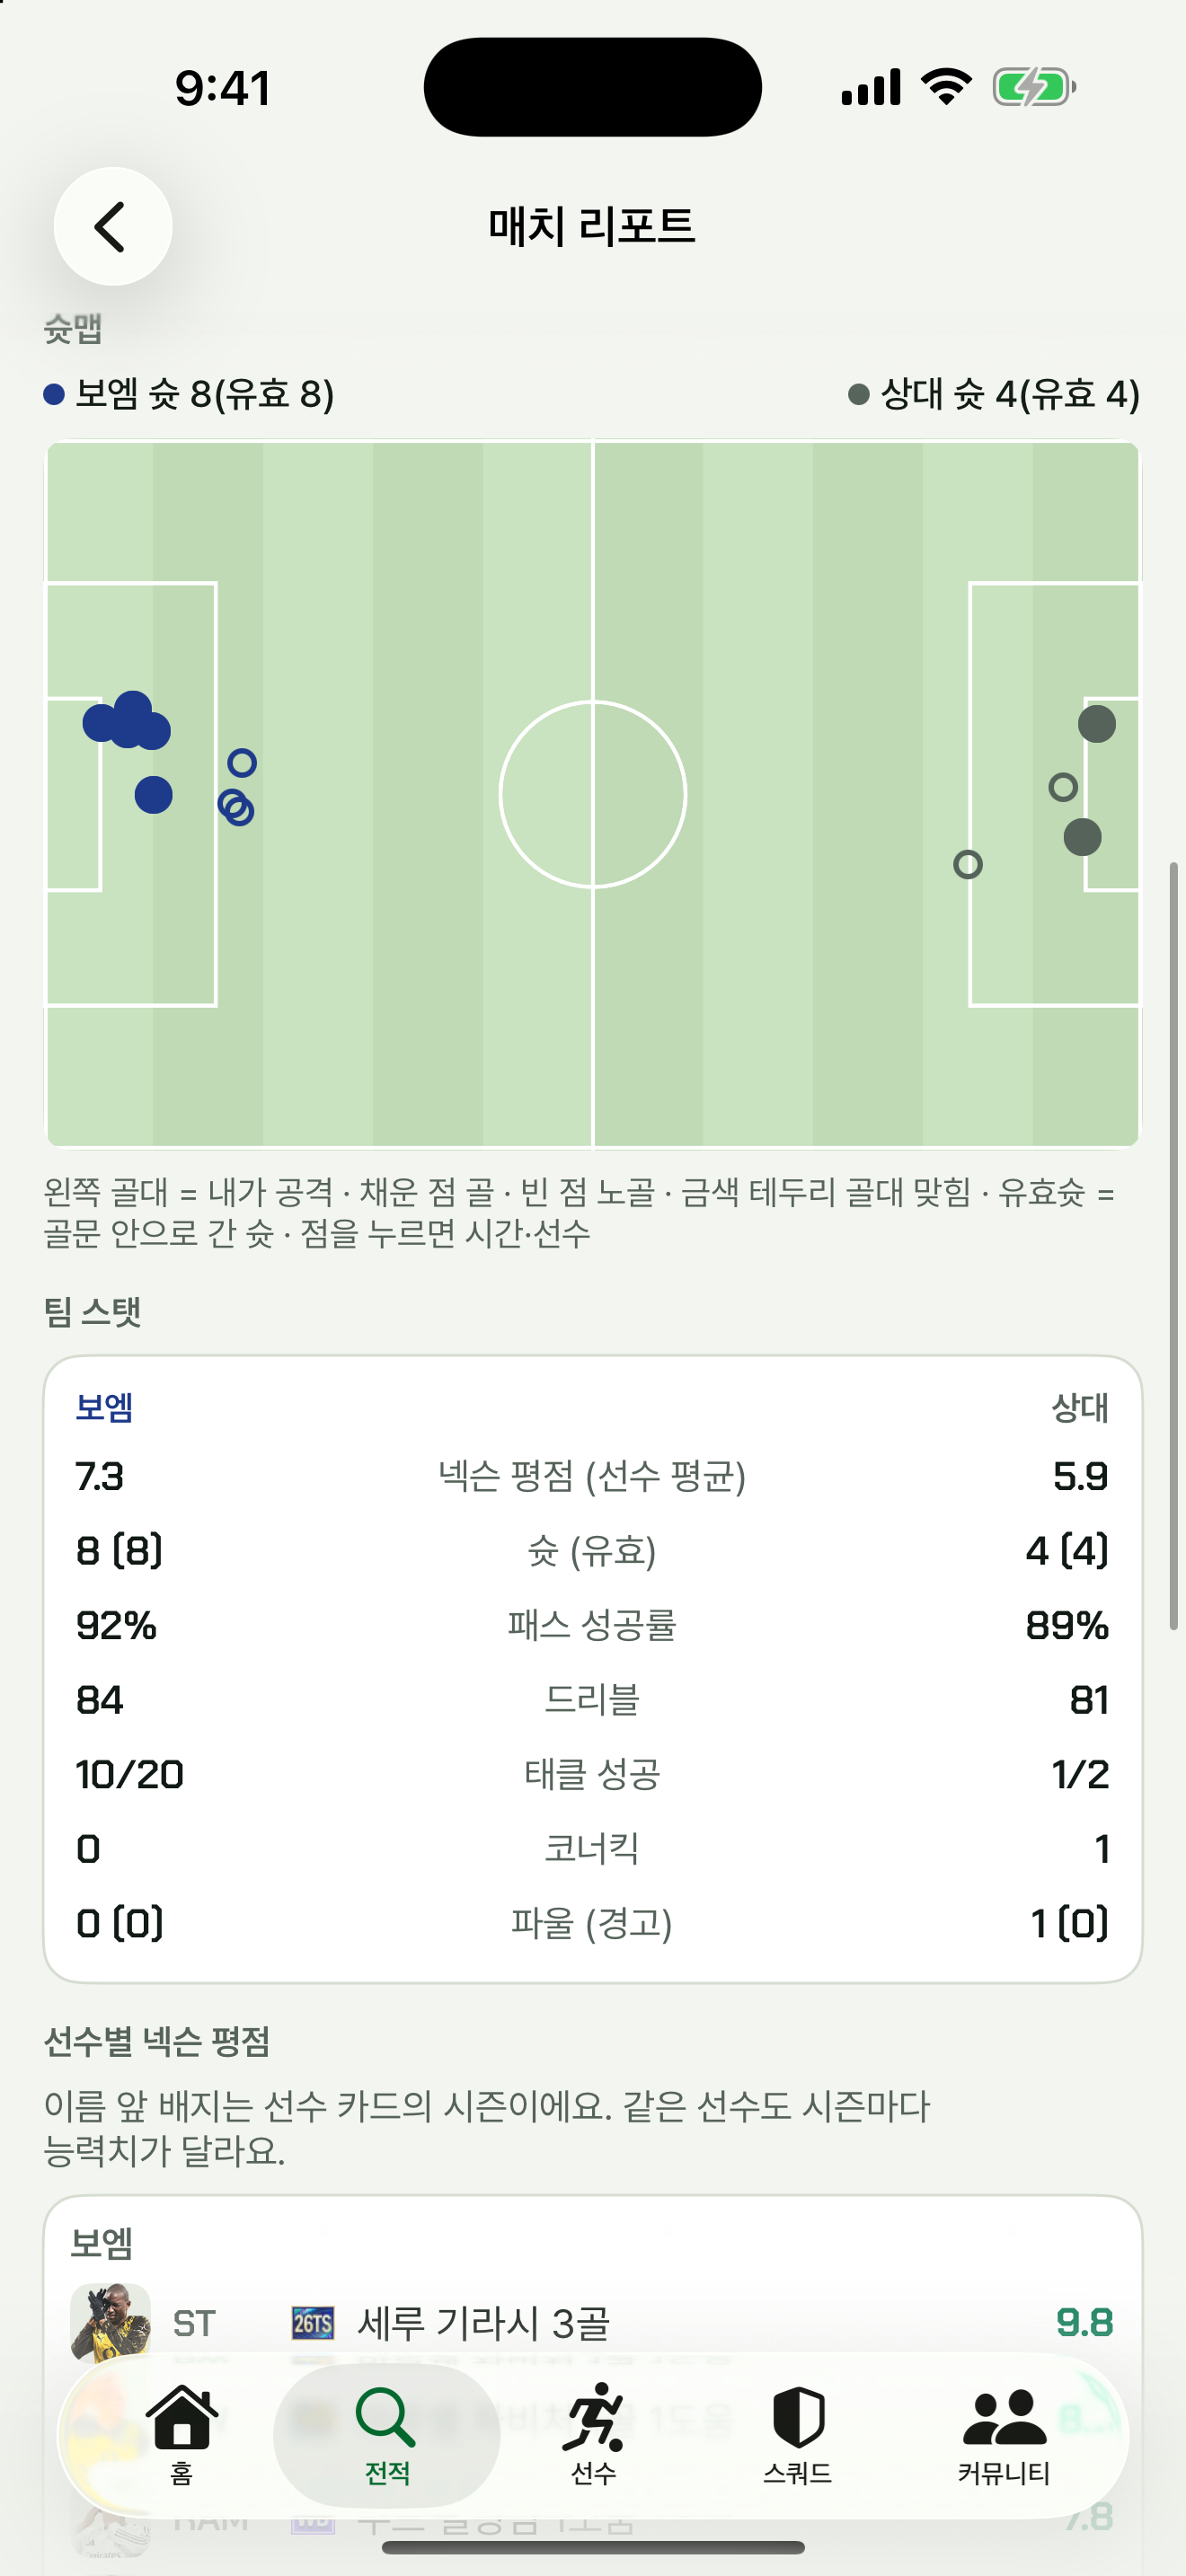 9:41
매치 리포트
슛맵
보엠 슛 8(유효 8)
상대 슛 4(유효 4)
왼쪽 골대 = 내가 공격 · 채운 점 골 · 빈 점 노골 · 금색 테두리 골대 맞힘 · 유효슛 =
골문 안으로 간 슛 · 점을 누르면 시간·선수
팀 스탯
보엠 상대
7.3 넥슨 평점 (선수 평균) 5.9
8 (8) 슛 (유효) 4 (4)
92% 패스 성공률 89%
84 드리블 81
10/20 태클 성공 1/2
0 코너킥 1
0 (0) 파울 (경고) 1 (0)
선수별 넥슨 평점
이름 앞 배지는 선수 카드의 시즌이에요. 같은 선수도 시즌마다
능력치가 달라요.
보엠
ST 26TS 세루 기라시 3골 9.8
1도움
7.8
홈
전적
선수
스쿼드
커뮤니티